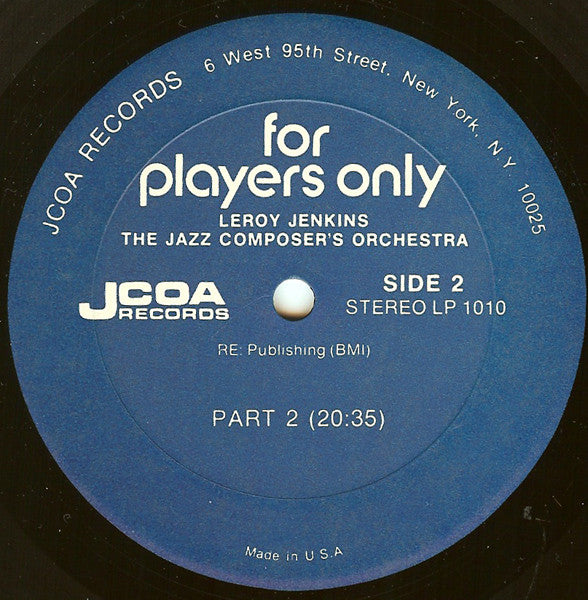 JCOA RECORDS 6 West 95th Street, New York, N.Y. 10025
for
players only
LEROY JENKINS
THE JAZZ COMPOSER'S ORCHESTRA
JCOA
RECORDS
SIDE 2
STEREO LP 1010
RE: Publishing (BMI)
PART 2 (20:35)
Made in U.S.A